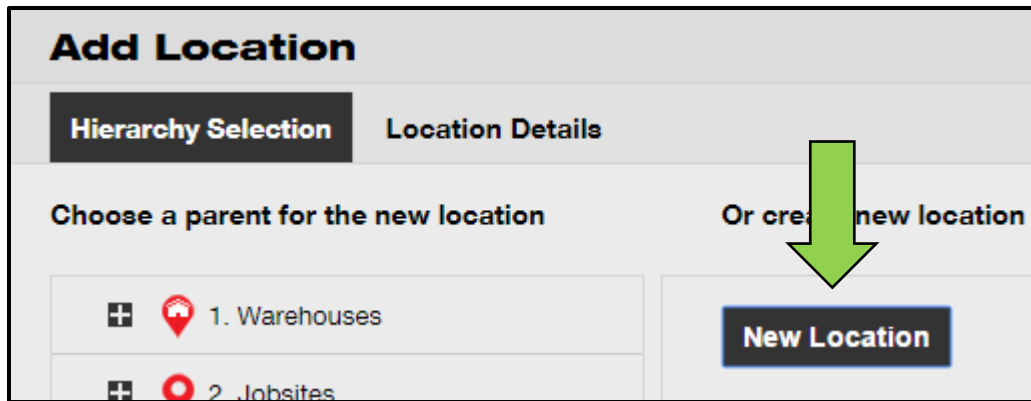 Add Location
Hierarchy Selection Location Details
Choose a parent for the new location
Or new location
1. Warehouses
2. Jobsites
New Location